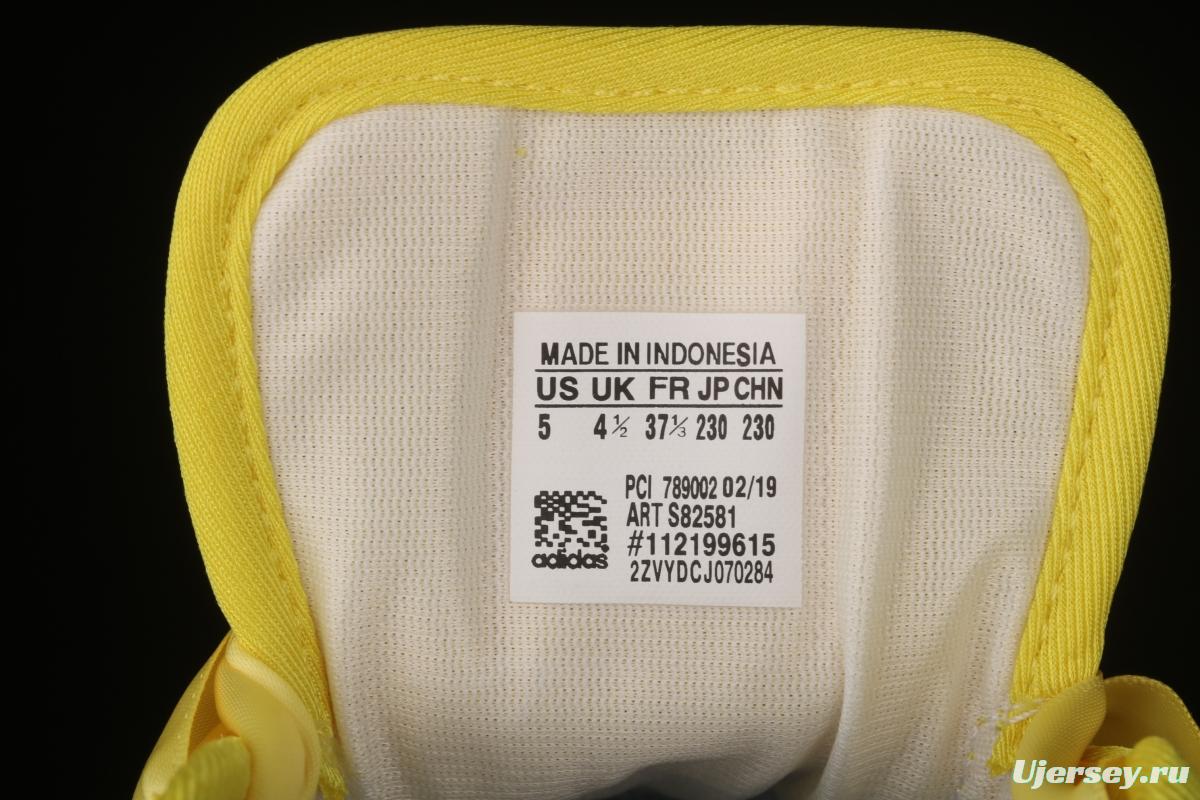 MADE IN INDONESIA
US UK FR JP CHN
5 4½ 37⅓ 230 230
PCI 789002 02/19
ART S82581
#112199615
2ZVYDCJ070284
adidas
Ujersey.ru